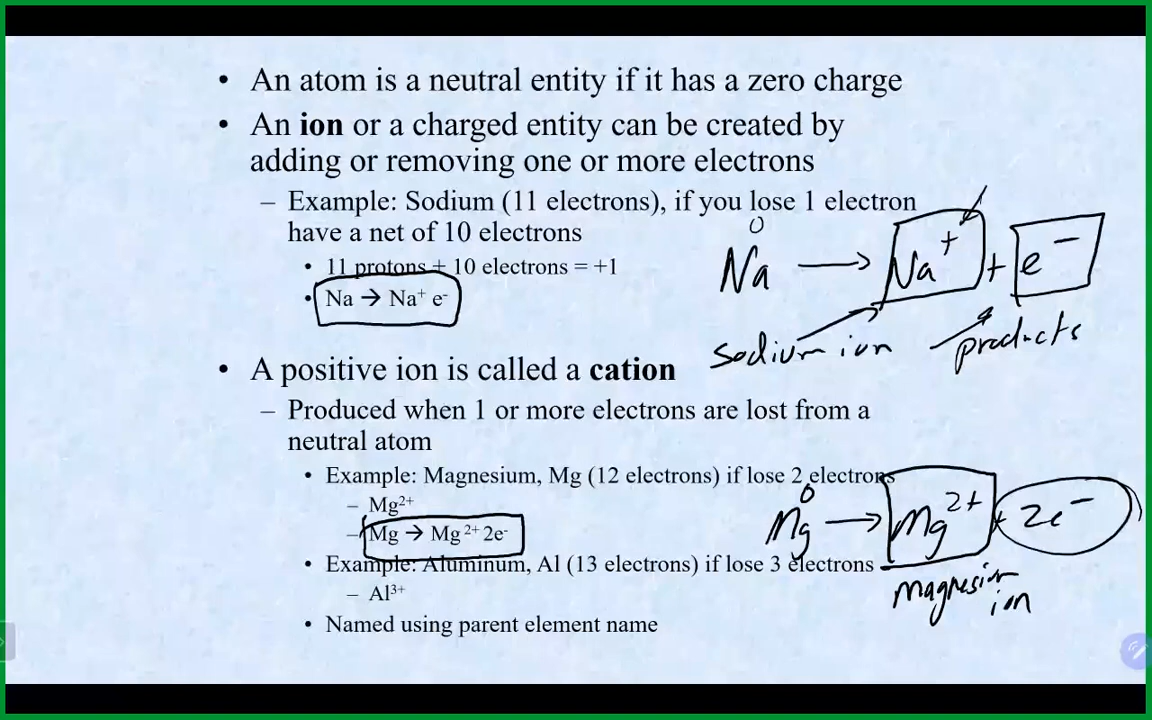 • An atom is a neutral entity if it has a zero charge
• An ion or a charged entity can be created by
adding or removing one or more electrons
– Example: Sodium (11 electrons), if you lose 1 electron
have a net of 10 electrons
• 11 protons + 10 electrons = +1
• Na → Na⁺ e⁻
Na⁰ → Na⁺ + e⁻
sodium ion
products
• A positive ion is called a cation
– Produced when 1 or more electrons are lost from a
neutral atom
• Example: Magnesium, Mg (12 electrons) if lose 2 electrons
– Mg²⁺
– Mg → Mg ²⁺ 2e⁻
Mg⁰ → Mg²⁺ + 2e⁻
• Example: Aluminum, Al (13 electrons) if lose 3 electrons
– Al³⁺
magnesium
ion
• Named using parent element name